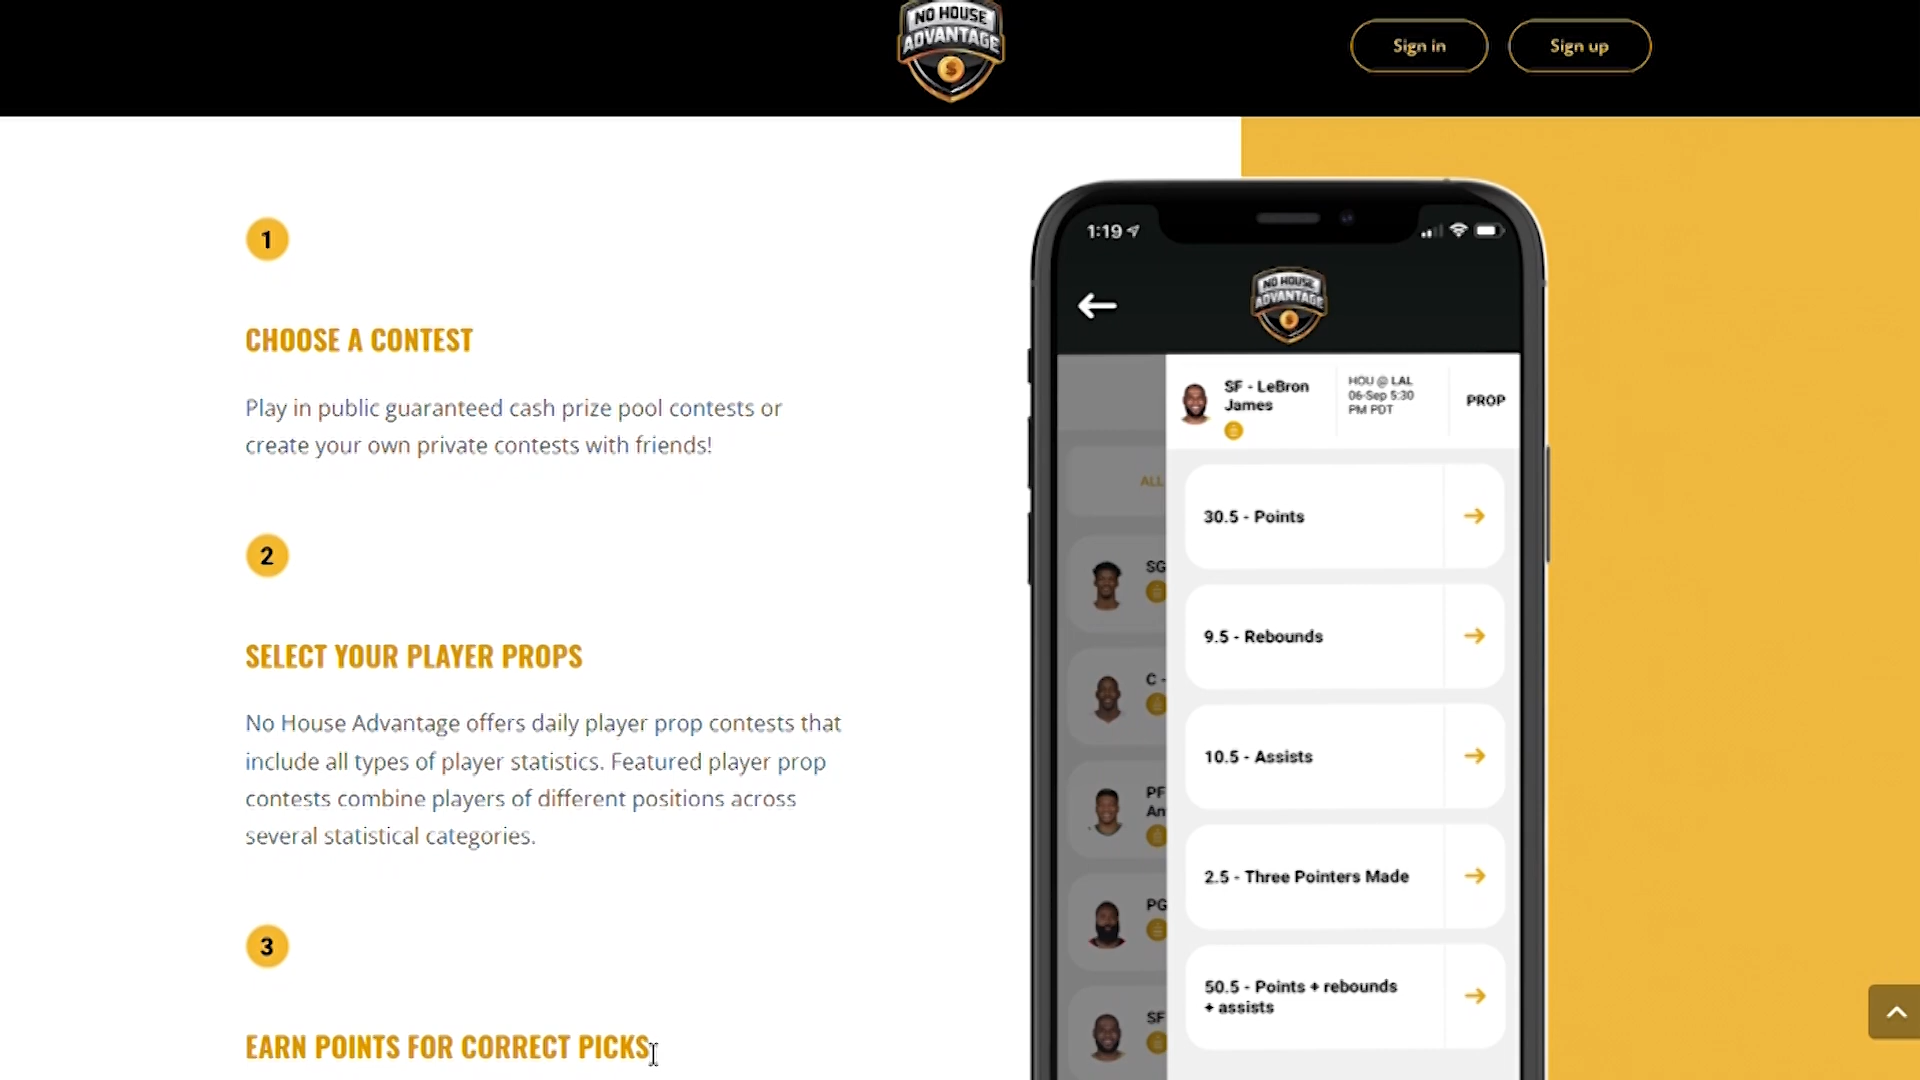 NO HOUSE
ADVANTAGE
$
Sign in
Sign up
1
CHOOSE A CONTEST
Play in public guaranteed cash prize pool contests or
create your own private contests with friends!
2
SELECT YOUR PLAYER PROPS
No House Advantage offers daily player prop contests that
include all types of player statistics. Featured player prop
contests combine players of different positions across
several statistical categories.
3
EARN POINTS FOR CORRECT PICKS
1:19
NO HOUSE
ADVANTAGE
$
SF - LeBron
James
HOU @ LAL
06-Sep 5:30
PM PDT
PROP
ALL
30.5 - Points
SG
9.5 - Rebounds
C -
10.5 - Assists
PF
An
2.5 - Three Pointers Made
PG
50.5 - Points + rebounds
+ assists
SF